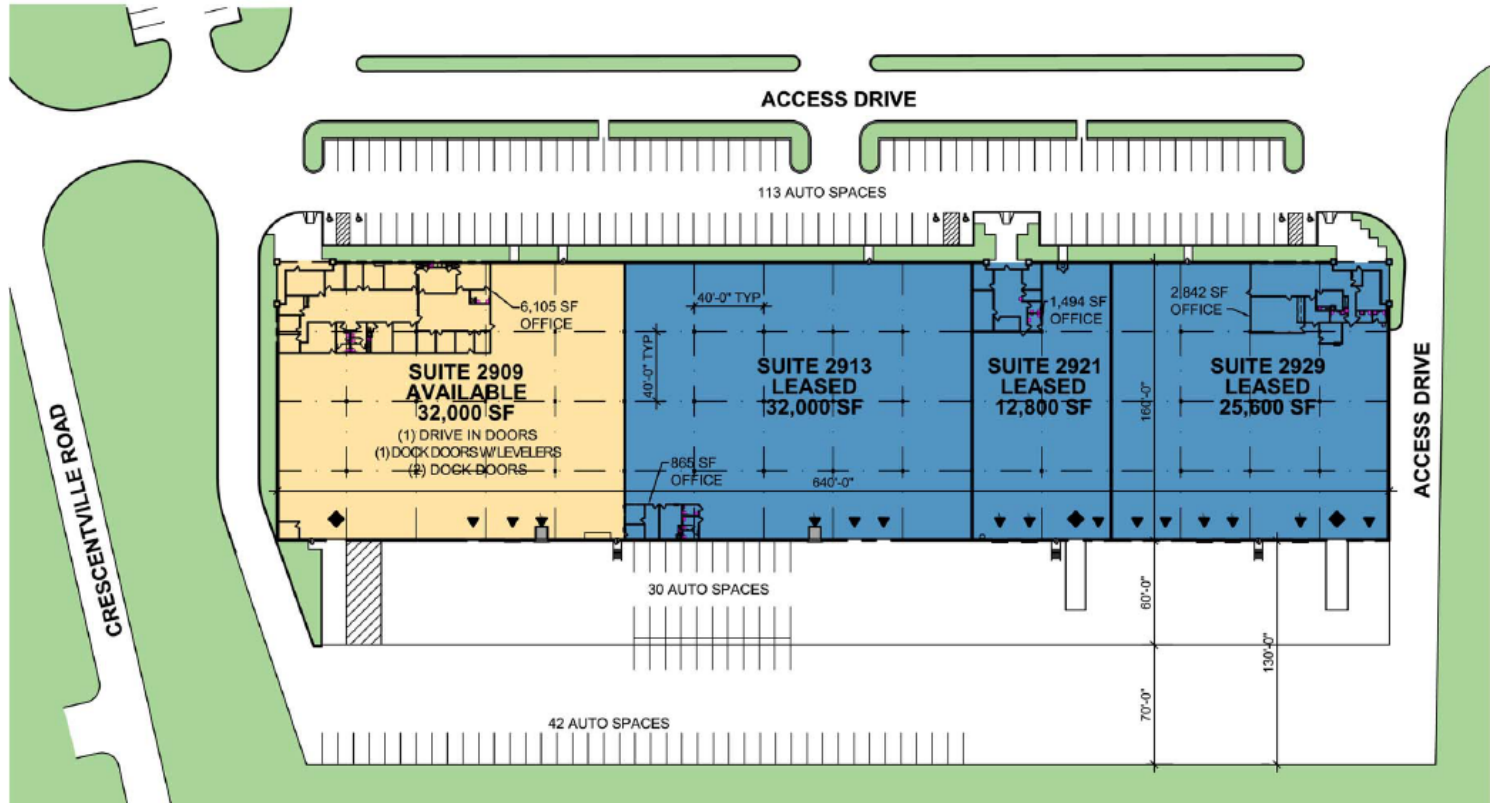 ACCESS DRIVE
113 AUTO SPACES
6,105 SF
OFFICE
SUITE 2909
AVAILABLE
32,000 SF
(1) DRIVE IN DOORS
(1) DOCK DOORS W/ LEVELERS
(2) DOCK DOORS
40'-0" TYP
40'-0" TYP
SUITE 2913
LEASED
32,000 SF
865 SF
OFFICE
640'-0"
1,494 SF
OFFICE
SUITE 2921
LEASED
12,800 SF
160'-0"
2,842 SF
OFFICE
SUITE 2929
LEASED
25,600 SF
ACCESS DRIVE
CRESCENTVILLE ROAD
30 AUTO SPACES
60'-0"
130'-0"
70'-0"
42 AUTO SPACES